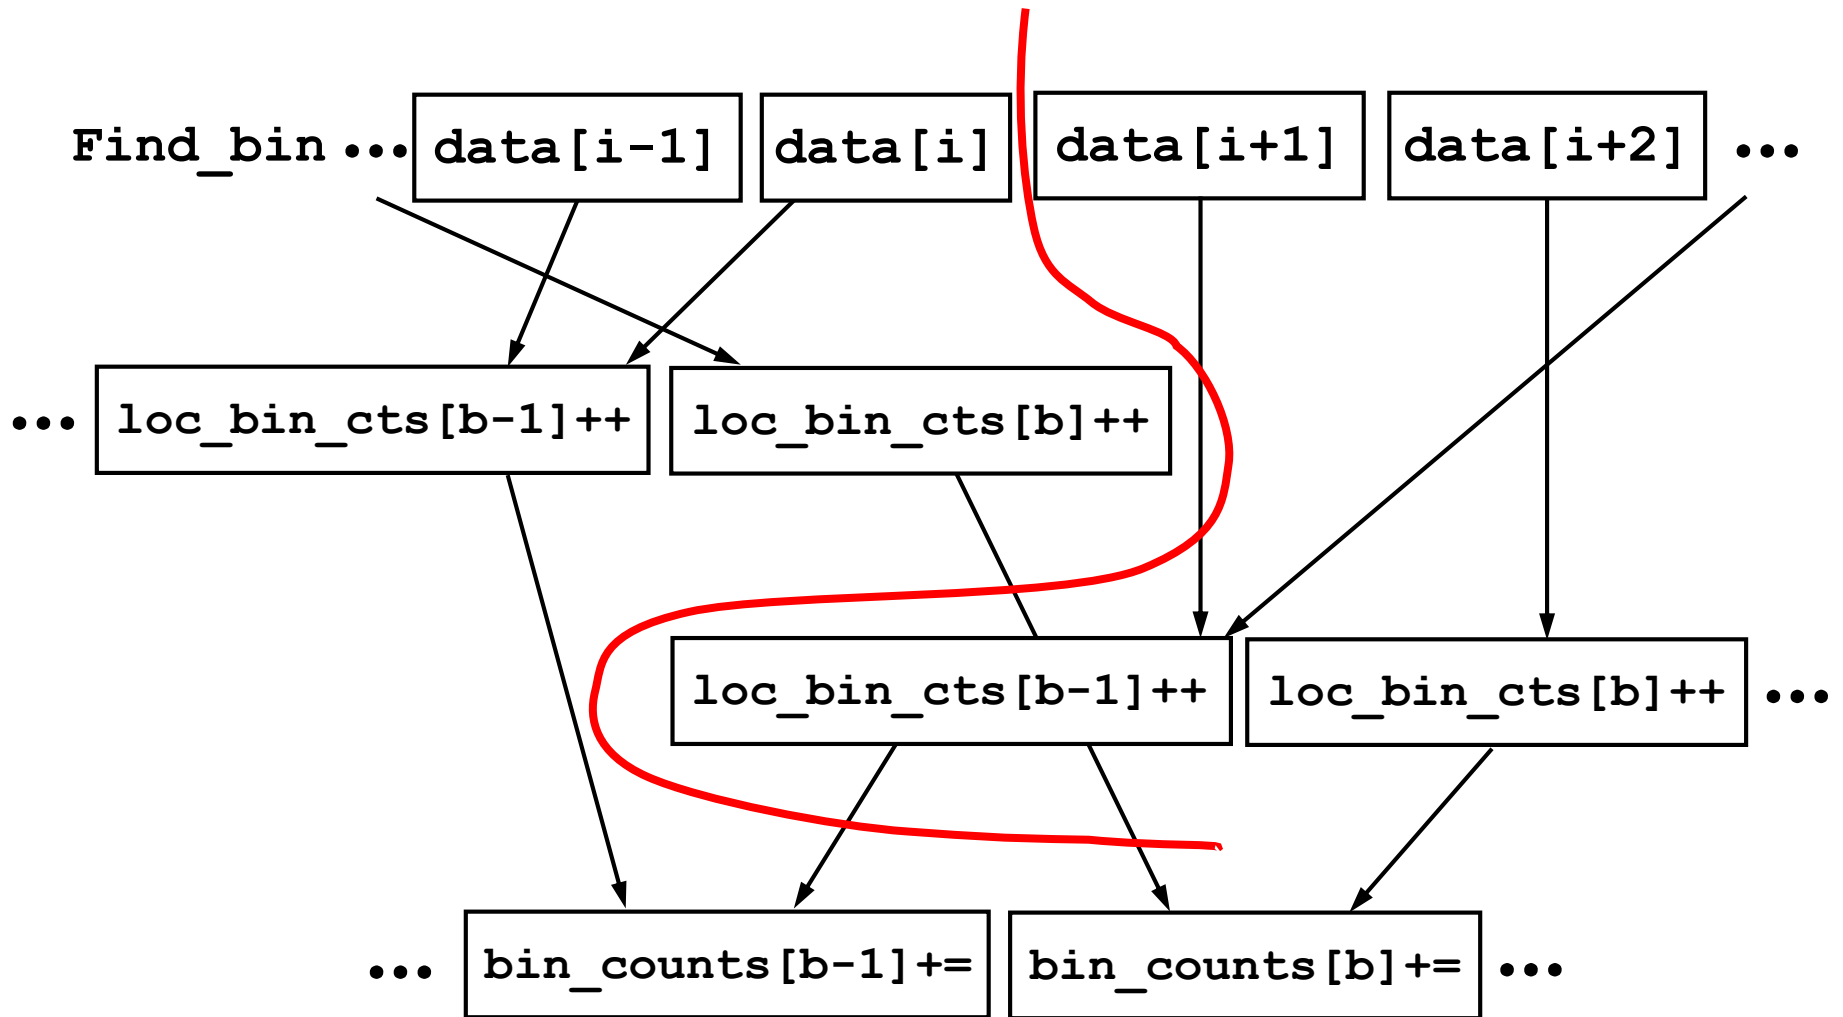 Find_bin ••• data[i-1] data[i] data[i+1] data[i+2] •••
••• loc_bin_cts[b-1]++ loc_bin_cts[b]++
loc_bin_cts[b-1]++ loc_bin_cts[b]++ •••
••• bin_counts[b-1]+= bin_counts[b]+= •••